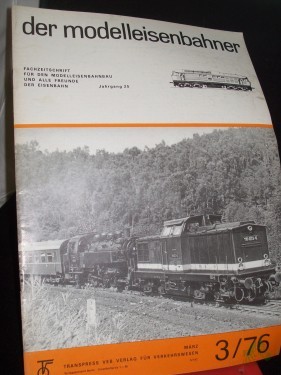 der modelleisenbahner
FACHZEITSCHRIFT
FÜR DEN MODELLEISENBAHNBAU
UND ALLE FREUNDE
DER EISENBAHN
Jahrgang 25
MÄRZ
TRANSPRESS VEB VERLAG FÜR VERKEHRSWESEN
3/76